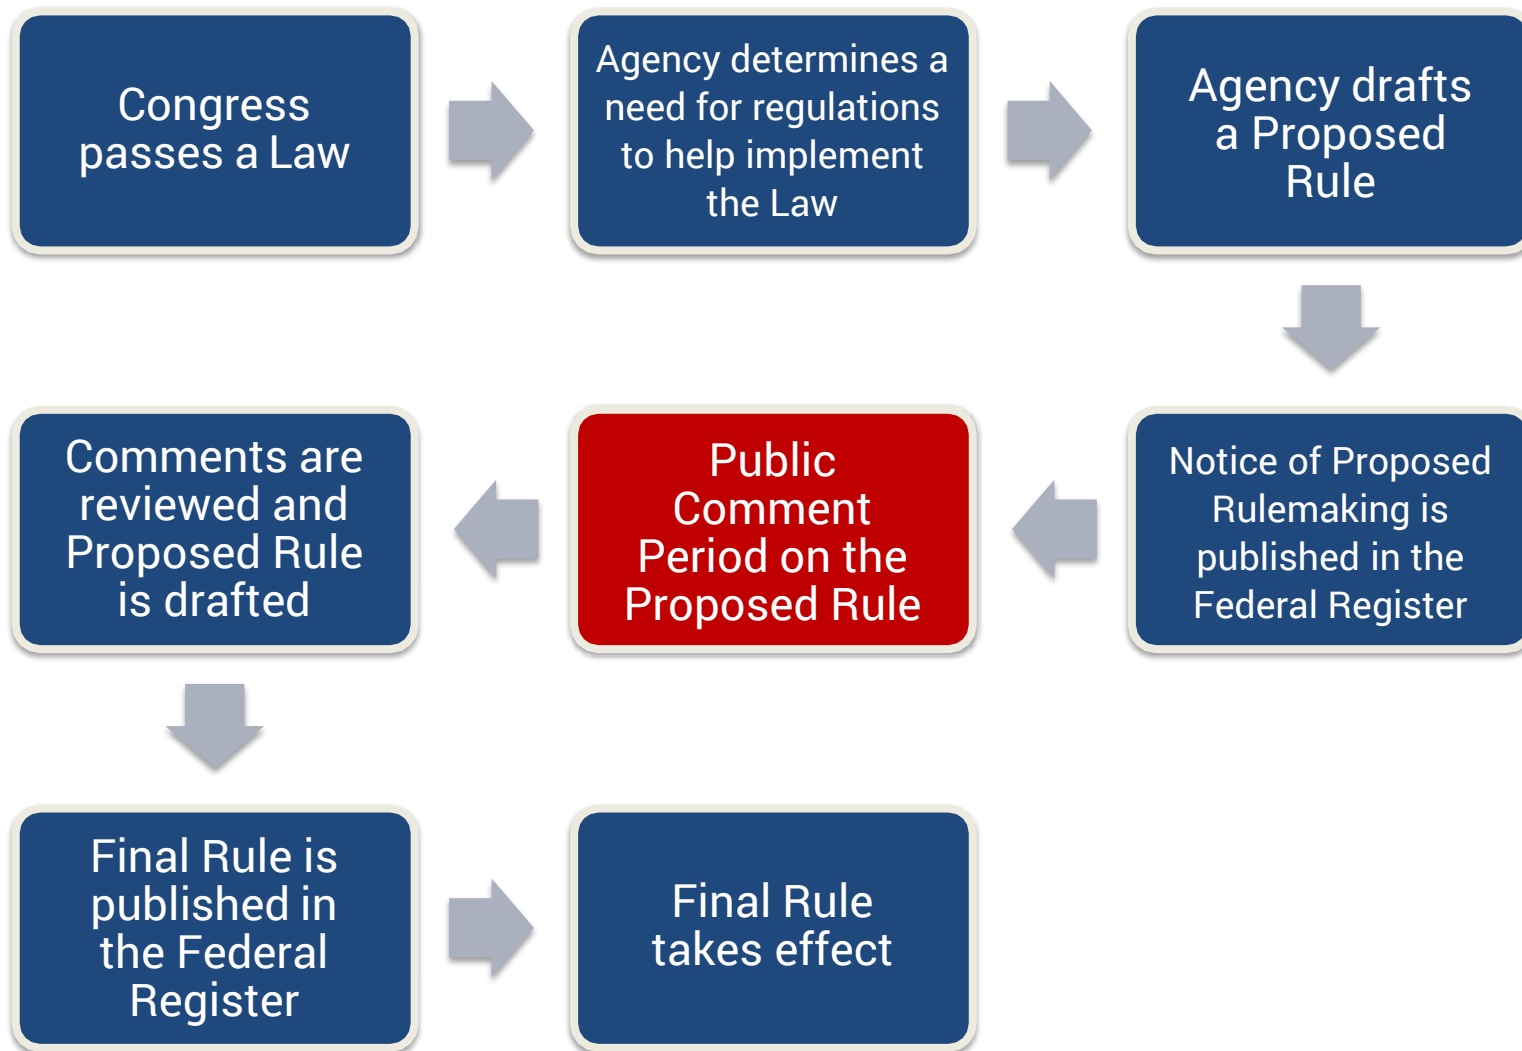 Congress
passes a Law
Agency determines a
need for regulations
to help implement
the Law
Agency drafts
a Proposed
Rule
Notice of Proposed
Rulemaking is
published in the
Federal Register
Public
Comment
Period on the
Proposed Rule
Comments are
reviewed and
Proposed Rule
is drafted
Final Rule is
published in
the Federal
Register
Final Rule
takes effect